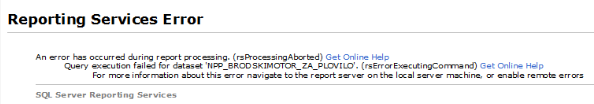 Reporting Services Error
An error has occurred during report processing. (rsProcessingAborted) Get Online Help
Query execution failed for dataset 'NPP_BRODSKIMOTOR_ZA_PLOVILO'. (rsErrorExecutingCommand) Get Online Help
For more information about this error navigate to the report server on the local server machine, or enable remote errors
SQL Server Reporting Services